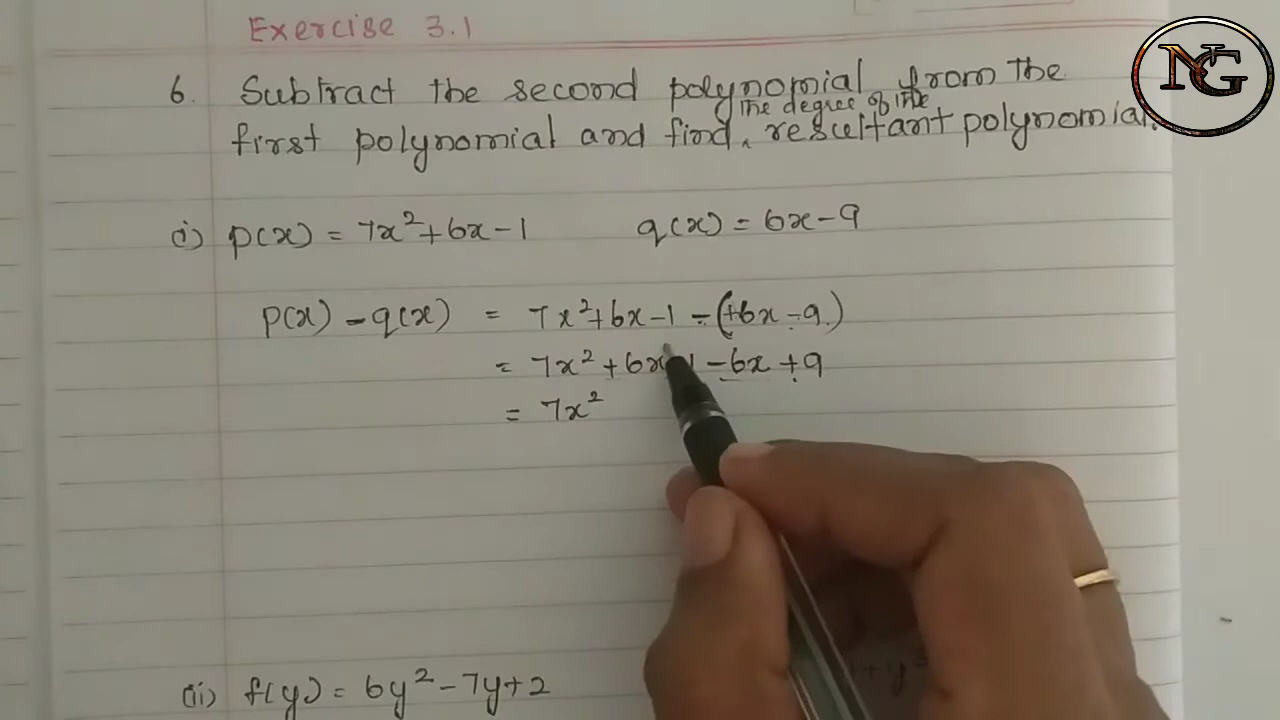 Exercise 3.1
NG
6. Subtract the second polynomial from the
the degree of the
first polynomial and find ‸ resultant polynomial.
i) p(x) = 7x²+6x-1 q(x) = 6x-9
p(x) - q(x) = 7x²+6x-1 - (+6x-9)
= 7x² + 6x-1 - 6x + 9
= 7x²
(ii) f(y) = 6y² - 7y+2